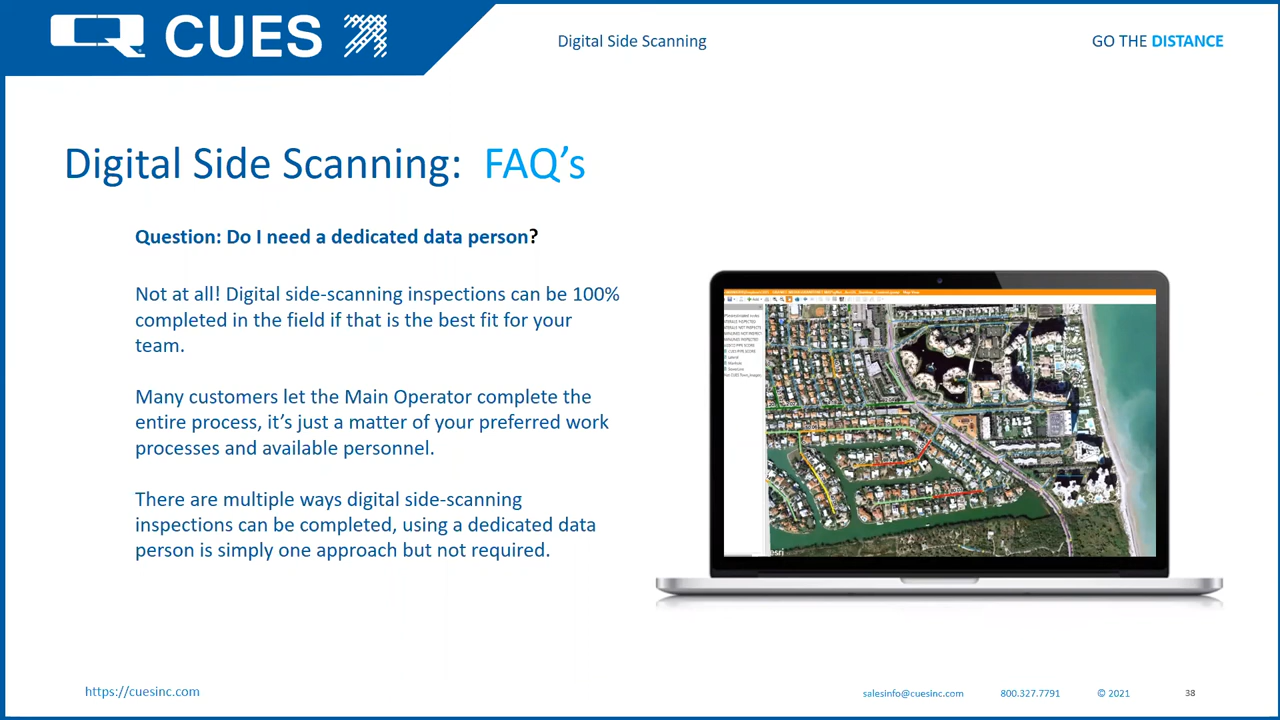 CUES
Digital Side Scanning
GO THE DISTANCE
Digital Side Scanning: FAQ's
Question: Do I need a dedicated data person?
Not at all! Digital side-scanning inspections can be 100%
completed in the field if that is the best fit for your
team.
Many customers let the Main Operator complete the
entire process, it's just a matter of your preferred work
processes and available personnel.
There are multiple ways digital side-scanning
inspections can be completed, using a dedicated data
person is simply one approach but not required.
esri
https://cuesinc.com
salesinfo@cuesinc.com
800.327.7791
© 2021
38